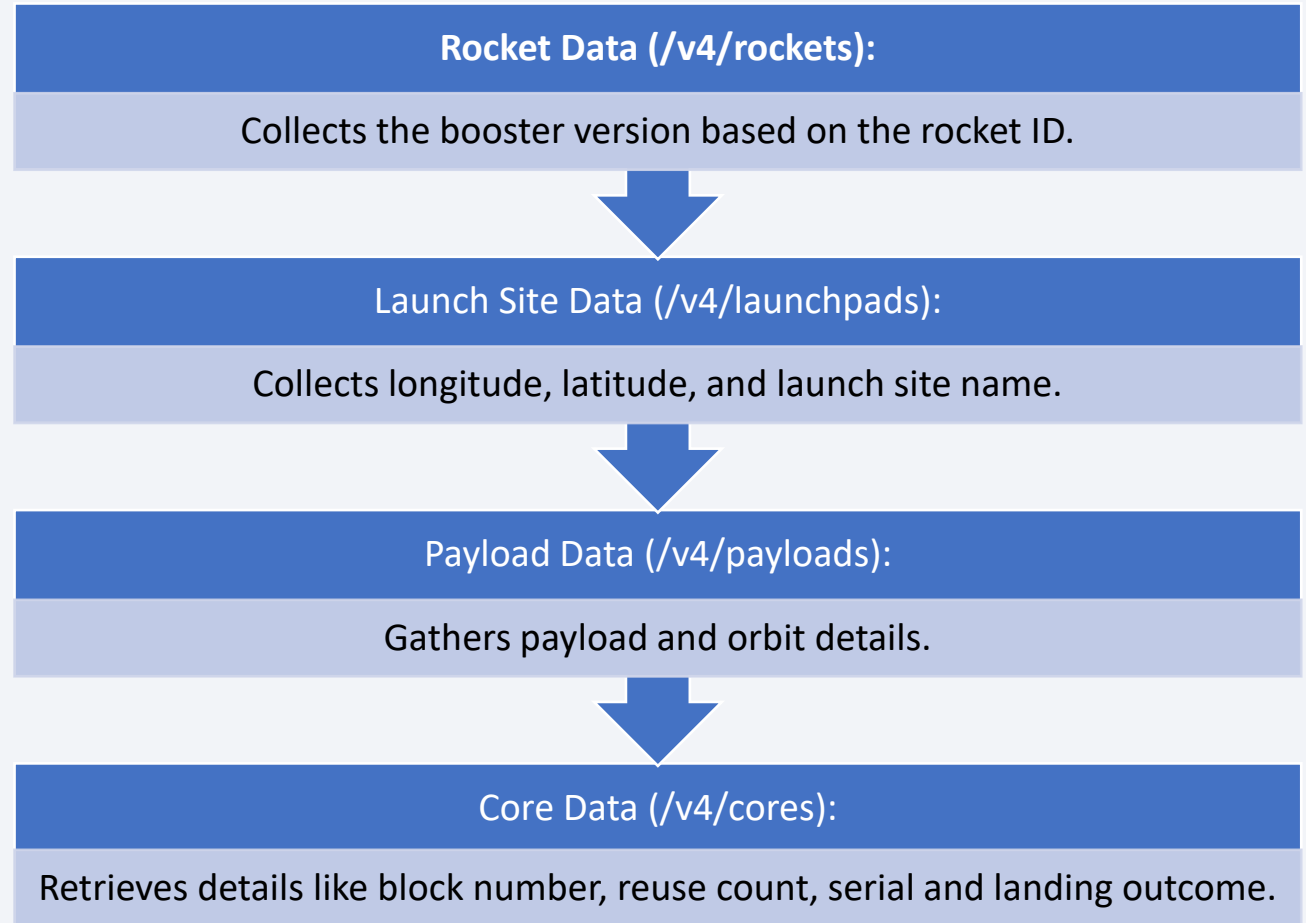 Rocket Data (/v4/rockets):
Collects the booster version based on the rocket ID.
Launch Site Data (/v4/launchpads):
Collects longitude, latitude, and launch site name.
Payload Data (/v4/payloads):
Gathers payload and orbit details.
Core Data (/v4/cores):
Retrieves details like block number, reuse count, serial and landing outcome.